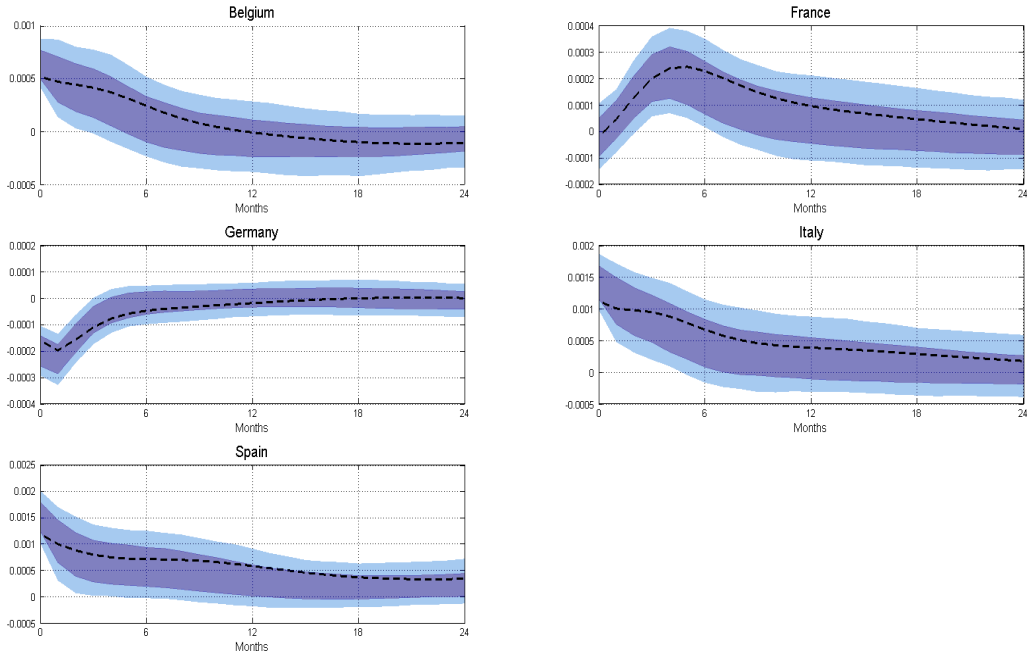 Belgium
0.001
0.0005
0
-0.0005
0 6 12 18 24
Months
France
0.0004
0.0003
0.0002
0.0001
0
-0.0001
-0.0002
0 6 12 18 24
Months
Germany
0.0002
0.0001
0
-0.0001
-0.0002
-0.0003
-0.0004
0 6 12 18 24
Months
Italy
0.002
0.0015
0.001
0.0005
0
-0.0005
0 6 12 18 24
Months
Spain
0.0025
0.002
0.0015
0.001
0.0005
0
-0.0005
0 6 12 18 24
Months